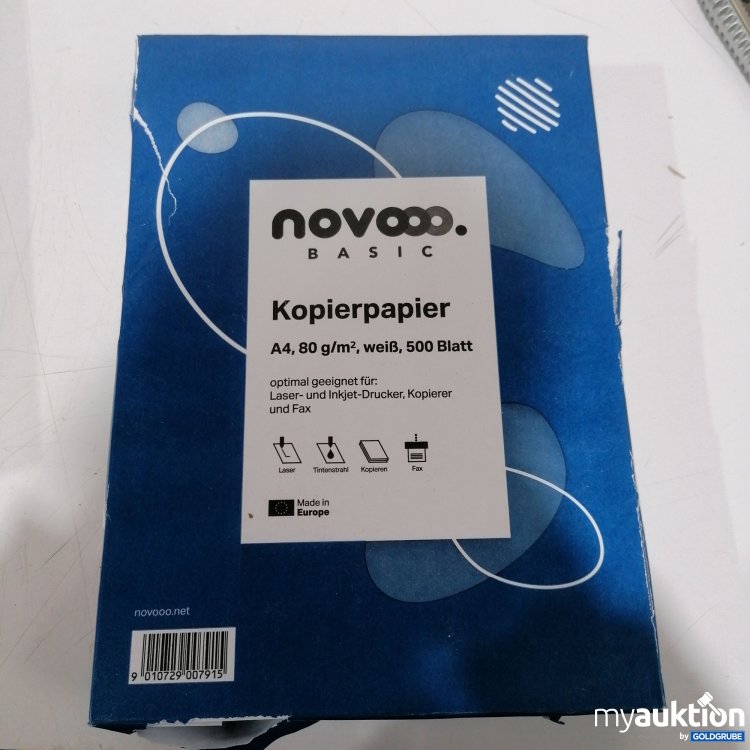 novooo.
BASIC
Kopierpapier
A4, 80 g/m², weiß, 500 Blatt
optimal geeignet für:
Laser- und Inkjet-Drucker, Kopierer
und Fax
Laser Tintenstrahl Kopieren Fax
Made in
Europe
novooo.net
9 010729 007915
myauktion
by GOLDGRUBE